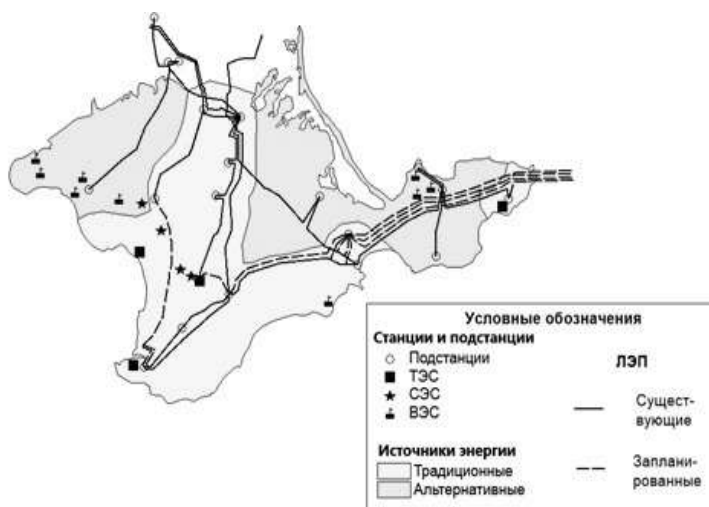 Условные обозначения
Станции и подстанции
Подстанции
ТЭС
СЭС
ВЭС
ЛЭП
Сущест-
вующие
Источники энергии
Традиционные
Альтернативные
Заплани-
рованные